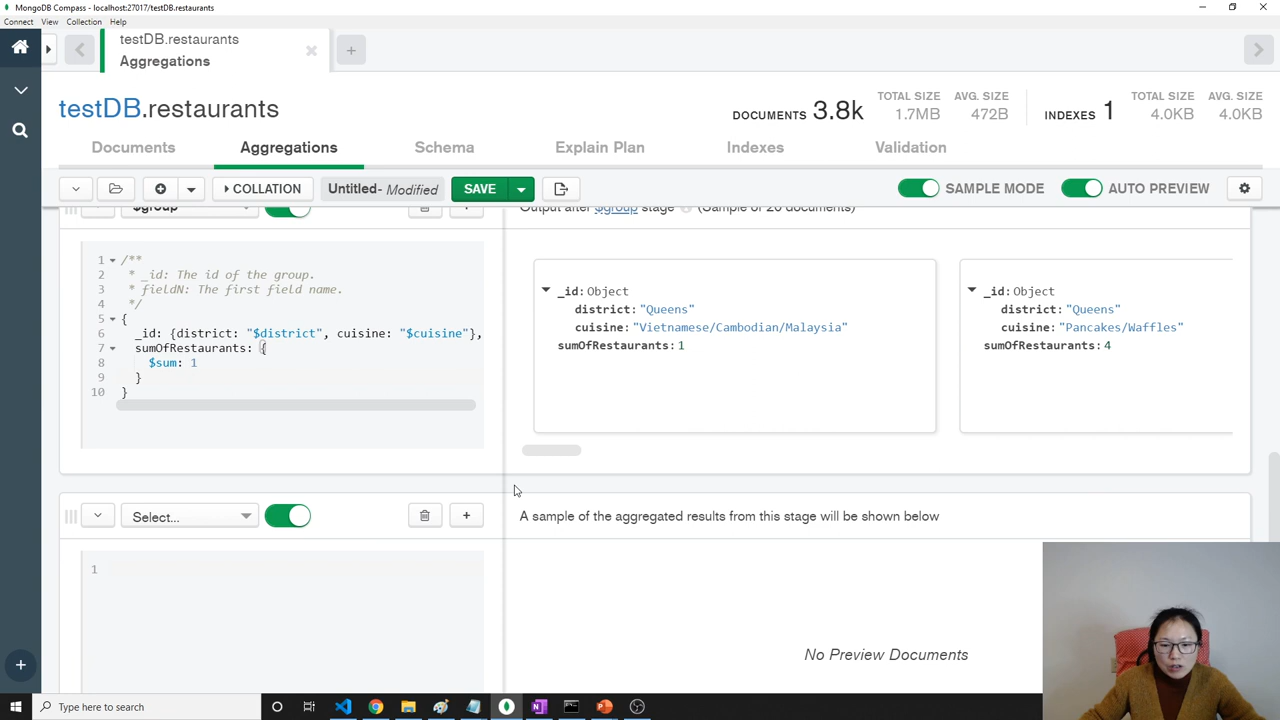 MongoDB Compass - localhost:27017/testDB.restaurants
Connect View Collection Help
testDB.restaurants
Aggregations
testDB.restaurants
DOCUMENTS 3.8k TOTAL SIZE 1.7MB AVG. SIZE 472B INDEXES 1 TOTAL SIZE 4.0KB AVG. SIZE 4.0KB
Documents Aggregations Schema Explain Plan Indexes Validation
COLLATION Untitled- Modified SAVE SAMPLE MODE AUTO PREVIEW
$group Output after $group stage (Sample of 20 documents)
1 /**
2 * _id: The id of the group.
3 * fieldN: The first field name.
4 */
5 {
6 _id: {district: "$district", cuisine: "$cuisine"},
7 sumOfRestaurants: {
8 $sum: 1
9 }
10 }
_id: Object
district: "Queens"
cuisine: "Vietnamese/Cambodian/Malaysia"
sumOfRestaurants: 1
_id: Object
district: "Queens"
cuisine: "Pancakes/Waffles"
sumOfRestaurants: 4
Select... A sample of the aggregated results from this stage will be shown below
1
No Preview Documents
Type here to search